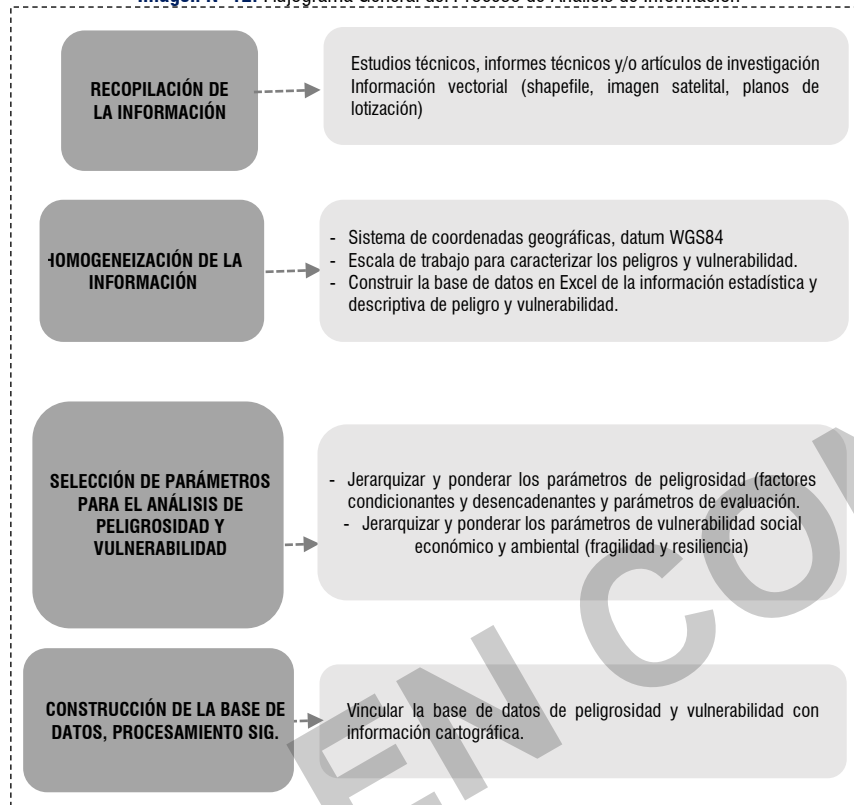 RECOPILACIÓN DE
LA INFORMACIÓN
Estudios técnicos, informes técnicos y/o artículos de investigación
Información vectorial (shapefile, imagen satelital, planos de
lotización)
HOMOGENEIZACIÓN DE LA
INFORMACIÓN
- Sistema de coordenadas geográficas, datum WGS84
- Escala de trabajo para caracterizar los peligros y vulnerabilidad.
- Construir la base de datos en Excel de la información estadística y
descriptiva de peligro y vulnerabilidad.
SELECCIÓN DE PARÁMETROS
PARA EL ANÁLISIS DE
PELIGROSIDAD Y
VULNERABILIDAD
- Jerarquizar y ponderar los parámetros de peligrosidad (factores
condicionantes y desencadenantes y parámetros de evaluación.
- Jerarquizar y ponderar los parámetros de vulnerabilidad social
económico y ambiental (fragilidad y resiliencia)
CONSTRUCCIÓN DE LA BASE DE
DATOS, PROCESAMIENTO SIG.
Vincular la base de datos de peligrosidad y vulnerabilidad con
información cartográfica.
EN